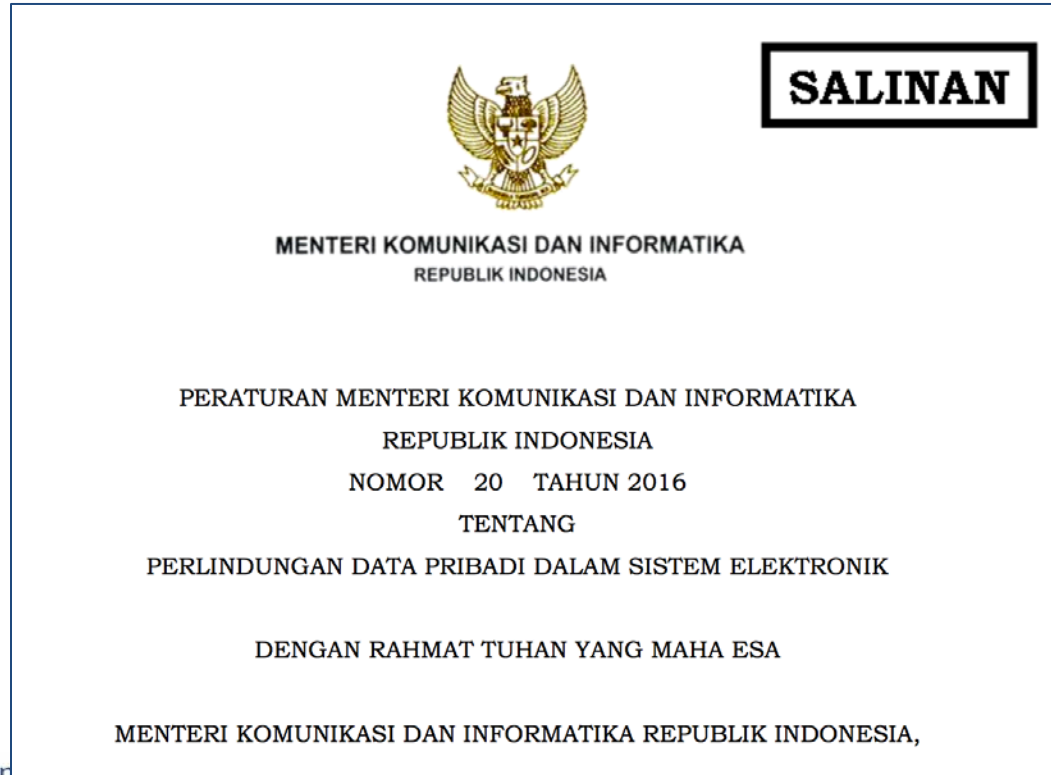 SALINAN
MENTERI KOMUNIKASI DAN INFORMATIKA
REPUBLIK INDONESIA
PERATURAN MENTERI KOMUNIKASI DAN INFORMATIKA
REPUBLIK INDONESIA
NOMOR 20 TAHUN 2016
TENTANG
PERLINDUNGAN DATA PRIBADI DALAM SISTEM ELEKTRONIK
DENGAN RAHMAT TUHAN YANG MAHA ESA
MENTERI KOMUNIKASI DAN INFORMATIKA REPUBLIK INDONESIA,